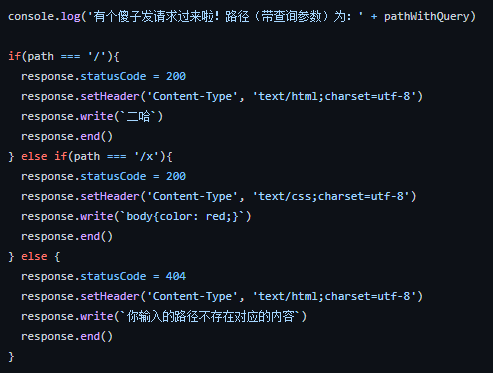 console.log('有个傻子发请求过来啦！路径（带查询参数）为：' + pathWithQuery)

if(path === '/'){
  response.statusCode = 200
  response.setHeader('Content-Type', 'text/html;charset=utf-8')
  response.write(`二哈`)
  response.end()
} else if(path === '/x'){
  response.statusCode = 200
  response.setHeader('Content-Type', 'text/css;charset=utf-8')
  response.write(`body{color: red;}`)
  response.end()
} else {
  response.statusCode = 404
  response.setHeader('Content-Type', 'text/html;charset=utf-8')
  response.write(`你输入的路径不存在对应的内容`)
  response.end()
}